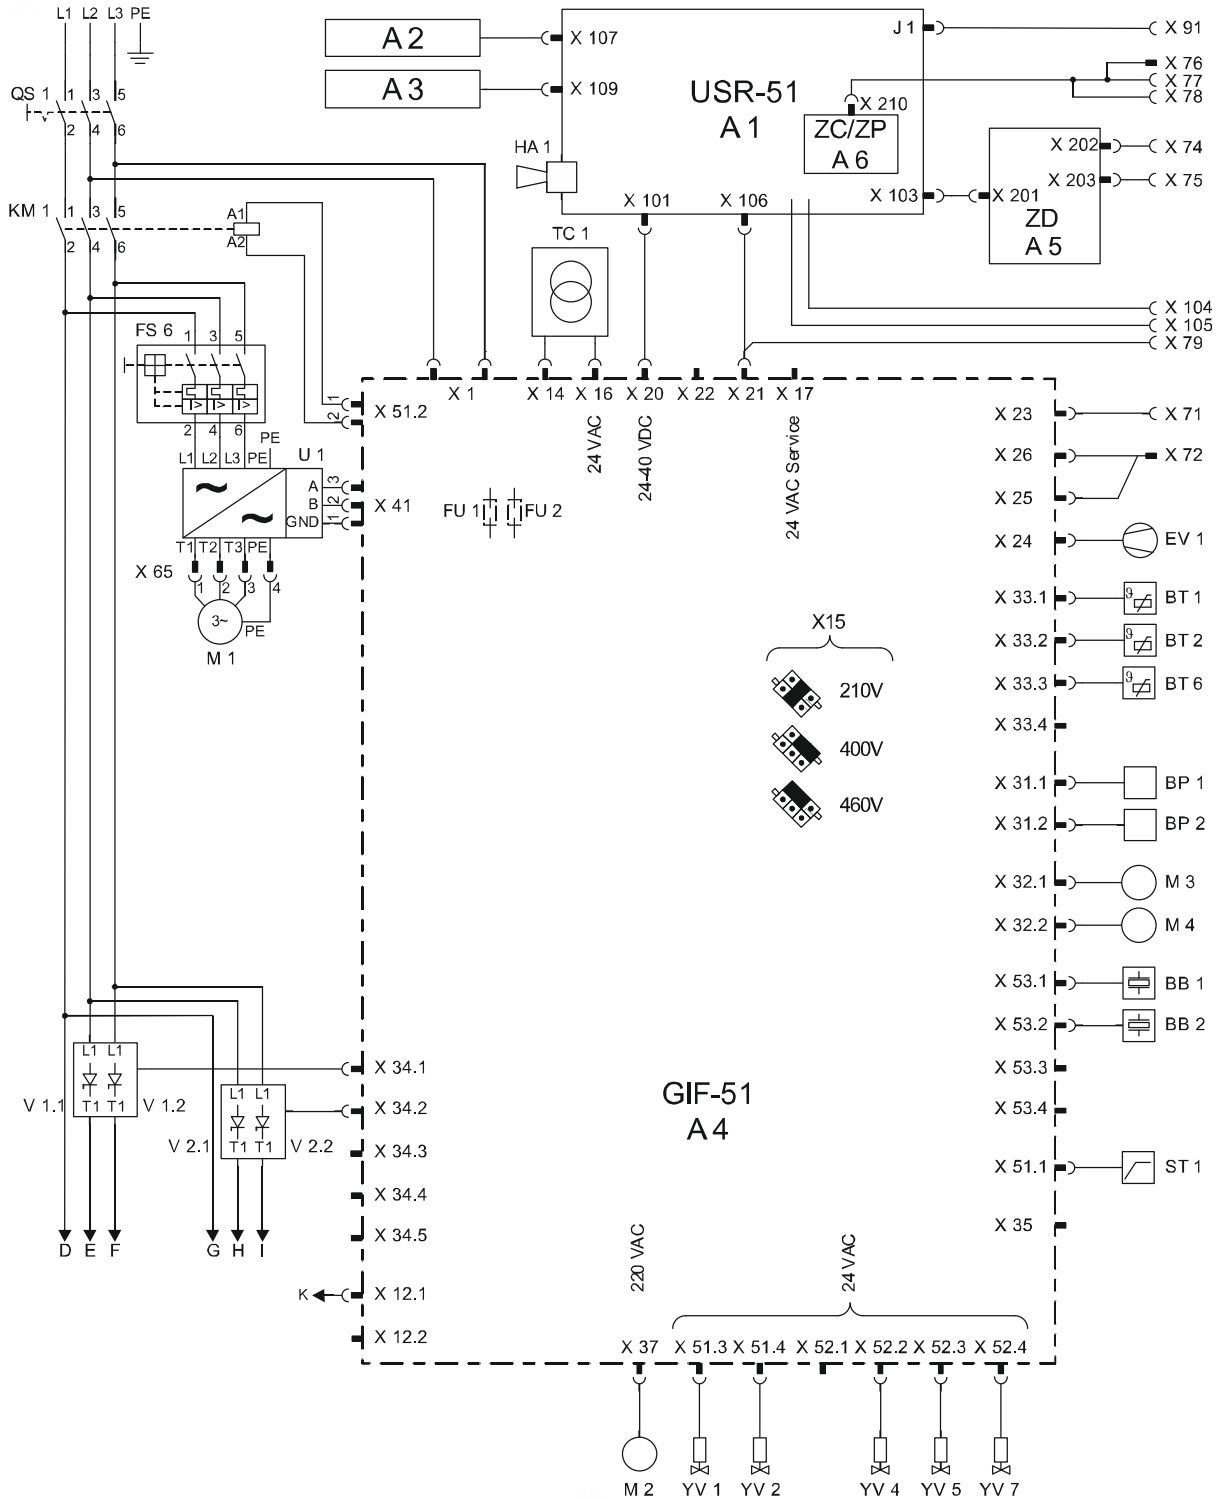 L1 L2 L3 PE
A 2
X 107
J 1
X 91
X 76
X 77
X 78
QS 1
1 3 5
2 4 6
A 3
X 109
USR-51
A 1
X 210
ZC/ZP
A 6
HA 1
X 202
X 74
X 203
X 75
X 101
X 106
X 103
X 201
ZD
A 5
KM 1
1 3 5
2 4 6
A1
A2
TC 1
X 104
X 105
X 79
FS 6
1 3 5
I> I> I>
2 4 6
PE
X 1
X 14
X 16
X 20
X 22
X 21
X 17
24 VAC
24-40 VDC
24 VAC Service
1
2
X 51.2
X 23
X 71
X 26
X 72
X 25
L1 L2 L3 PE
U 1
A
B
GND
3
2
1
X 41
FU 1
FU 2
X 24
EV 1
T1 T2 T3 PE
X 65
1 2 3 4
3~
PE
M 1
X 33.1
ϑ
BT 1
X 33.2
ϑ
BT 2
X 33.3
ϑ
BT 6
X 33.4
X15
210V
400V
460V
X 31.1
BP 1
X 31.2
BP 2
X 32.1
M 3
X 32.2
M 4
X 53.1
BB 1
X 53.2
BB 2
X 53.3
X 53.4
L1 L1
T1 T1
V 1.1
V 1.2
X 34.1
L1 L1
T1 T1
V 2.1
V 2.2
X 34.2
X 34.3
X 34.4
X 34.5
GIF-51
A 4
X 51.1
ST 1
X 35
D E F G H I
K
X 12.1
X 12.2
220 VAC
24 VAC
X 37
X 51.3
X 51.4
X 52.1
X 52.2
X 52.3
X 52.4
M 2
YV 1
YV 2
YV 4
YV 5
YV 7